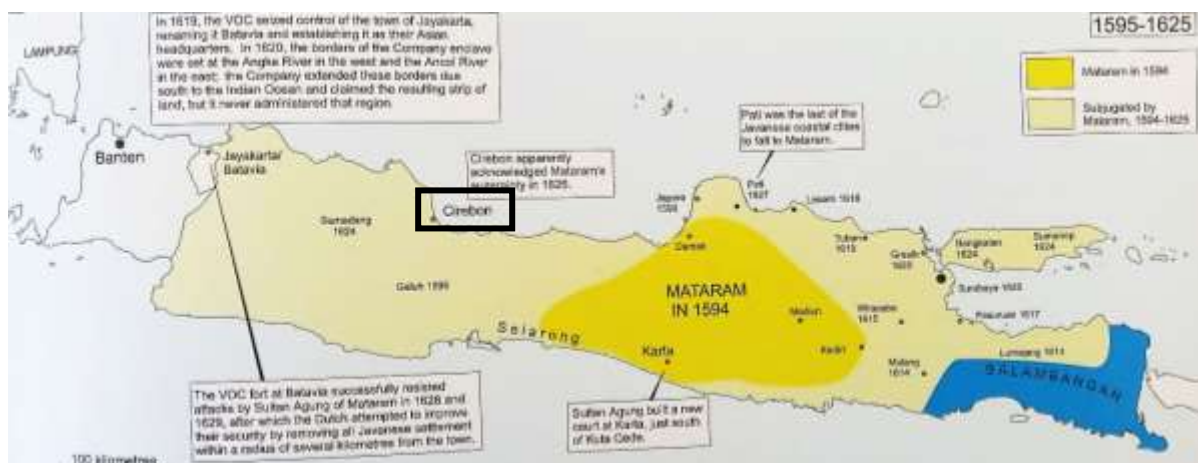 1595-1625
In 1619, the VOC seized control of the town of Jayakarta,
renaming it Batavia and establishing it as their Asian
headquarters. In 1620, the borders of the Company enclave
were set at the Angke River in the west and the Ancol River
in the east; the Company extended these borders due
south to the Indian Ocean and claimed the resulting strip of
land, but it never administered that region.
LAMPUNG
Mataram in 1594
Subjugated by
Mataram, 1594-1625
Pati was the last of the
Javanese coastal cities
to fall to Mataram.
Banten
Jayakarta/
Batavia
Cirebon apparently
acknowledged Mataram's
suzerainty in 1626.
Cirebon
Sumedang
1624
Galuh 1595
Jepara
1599
Pati
1627
Lasem 1616
Demak
Tuban
1619
Gresik
Bangkalan
1624
Sumenep
1624
Surabaya 1625
MATARAM
IN 1594
Madiun
Wirasaba
1615
Pasuruan 1617
Kediri
Malang
1614
Lumajang 1614
BALAMBANGAN
Selarong
Karta
Sultan Agung built a new
court at Karta, just south
of Kuta Gede.
The VOC fort at Batavia successfully resisted
attacks by Sultan Agung of Mataram in 1628 and
1629, after which the Dutch attempted to improve
their security by removing all Javanese settlement
within a radius of several kilometres from the town.
100 kilometres